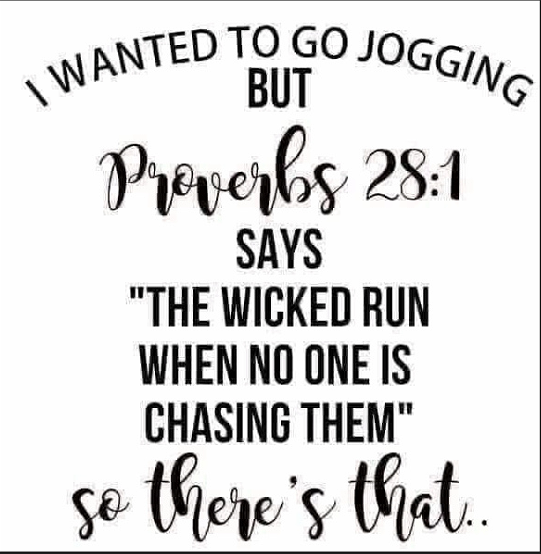 I WANTED TO GO JOGGING
BUT
Proverbs 28:1
SAYS
"THE WICKED RUN
WHEN NO ONE IS
CHASING THEM"
so there's that..